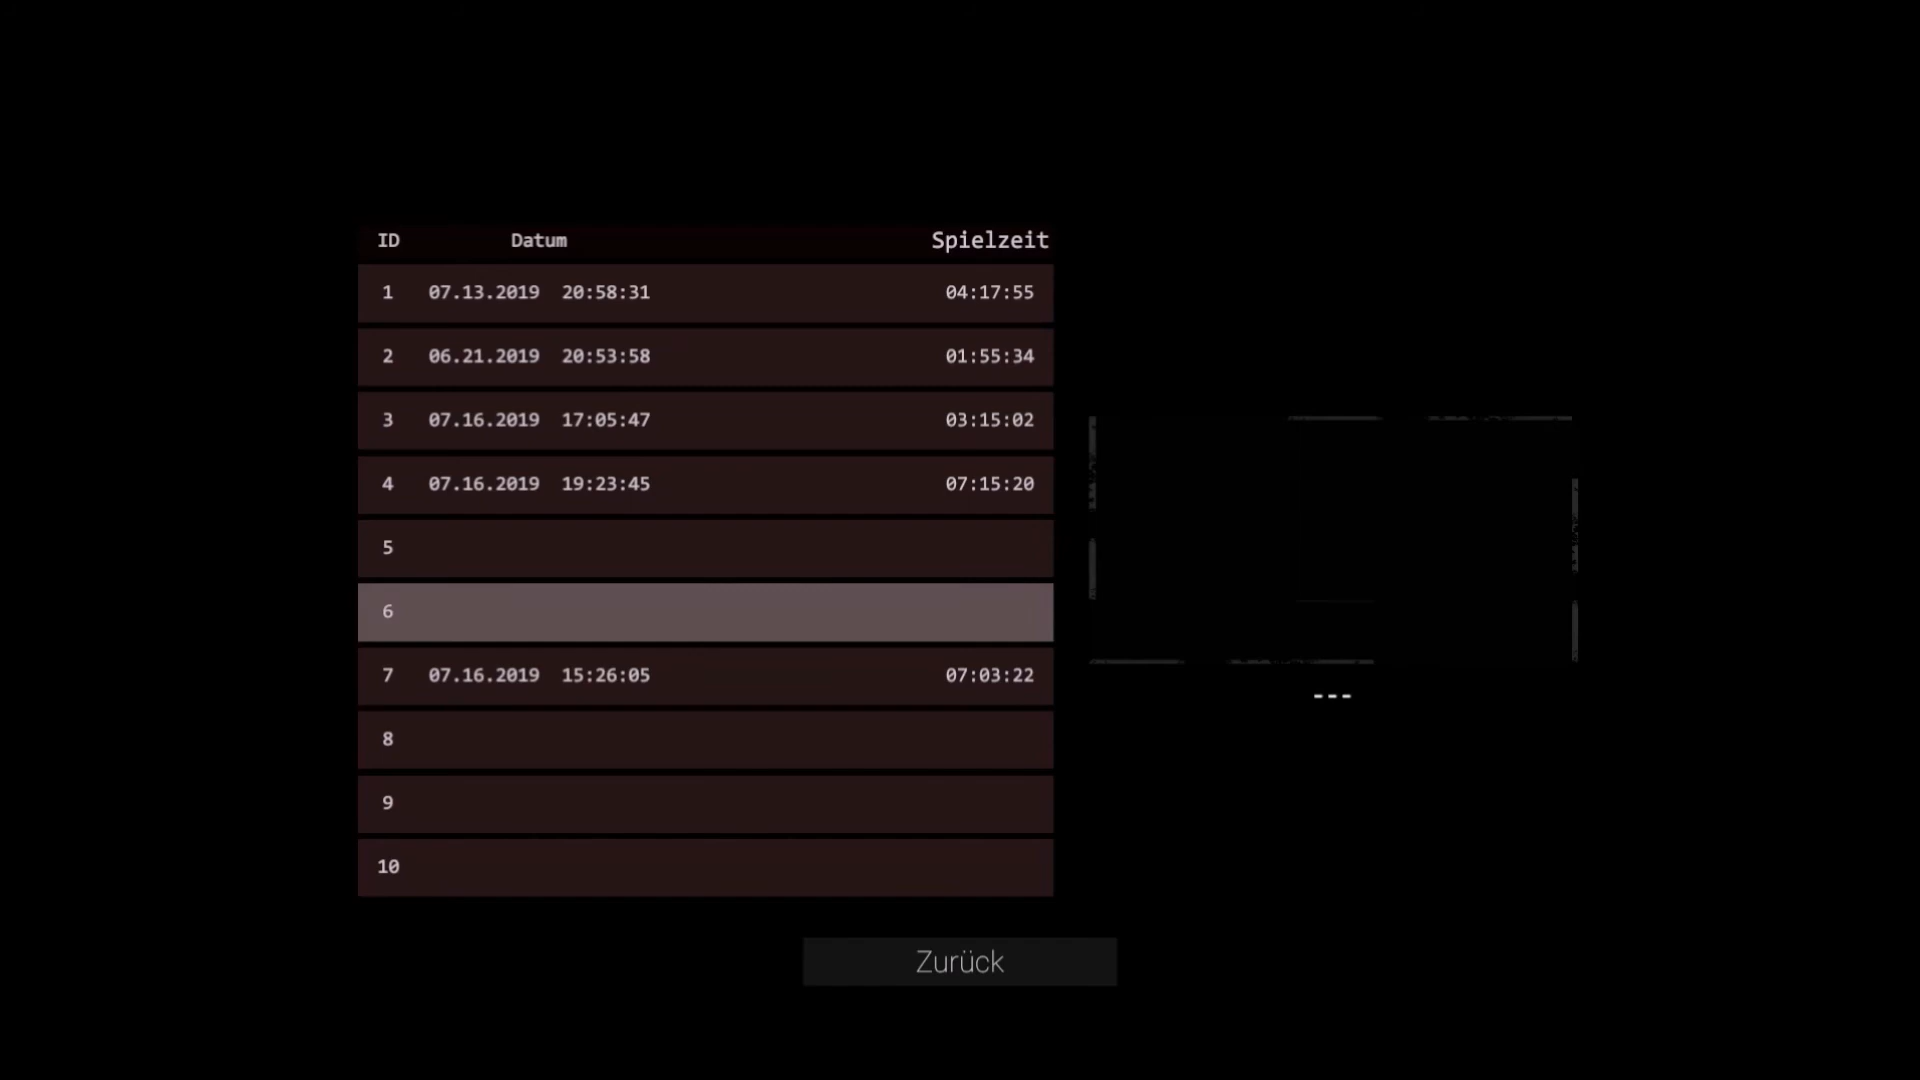 ID Datum Spielzeit
1 07.13.2019 20:58:31 04:17:55
2 06.21.2019 20:53:58 01:55:34
3 07.16.2019 17:05:47 03:15:02
4 07.16.2019 19:23:45 07:15:20
5
6
7 07.16.2019 15:26:05 07:03:22
---
8
9
10
Zurück